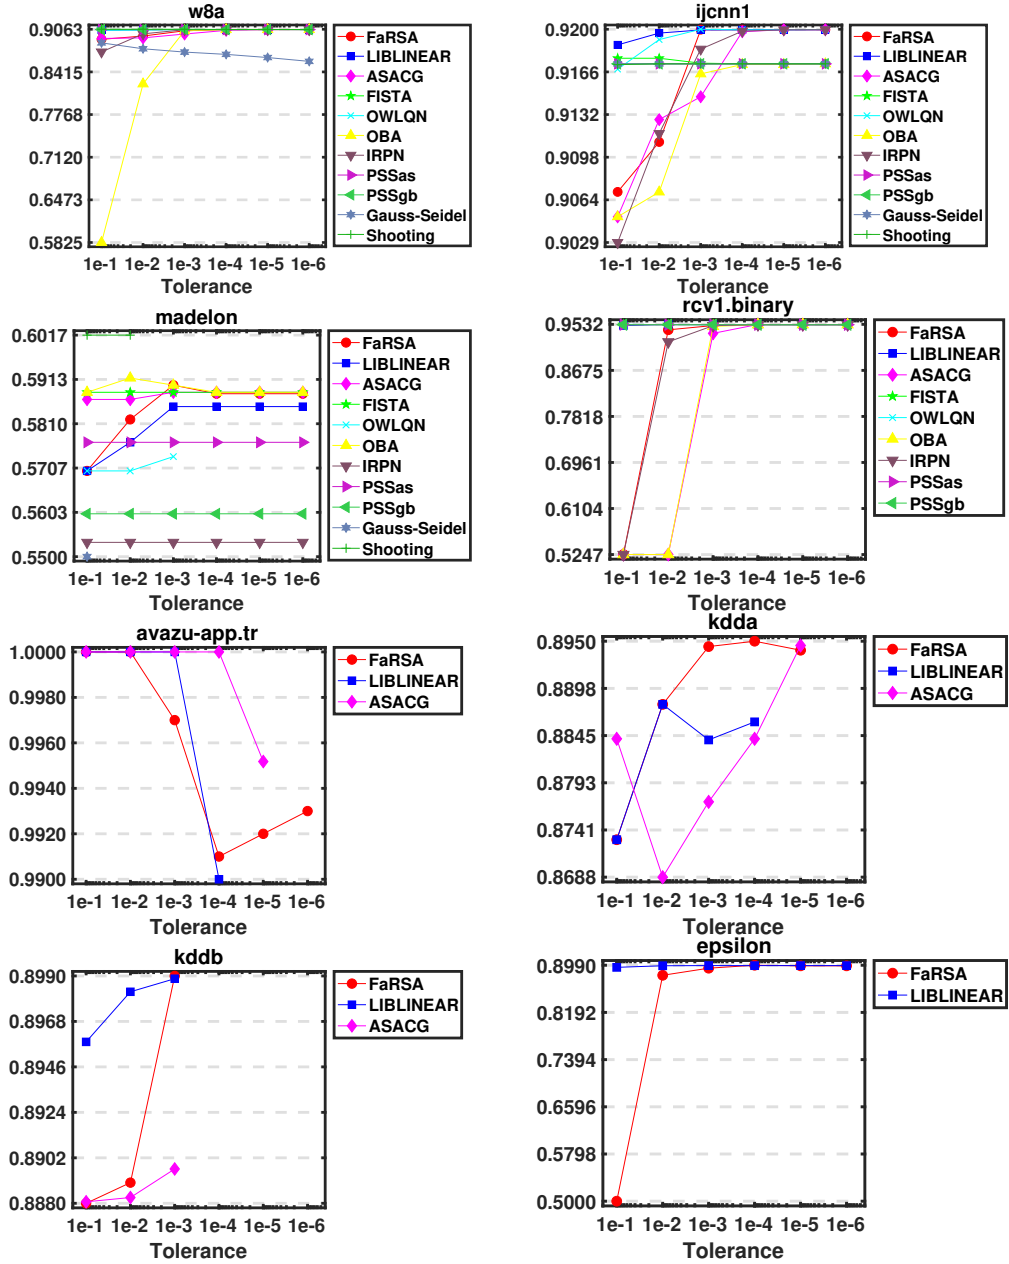 w8a
0.9063
0.8415
0.7768
0.7120
0.6473
0.5825
1e-1 1e-2 1e-3 1e-4 1e-5 1e-6
Tolerance
FaRSA
LIBLINEAR
ASACG
FISTA
OWLQN
OBA
IRPN
PSSas
PSSgb
Gauss-Seidel
Shooting
ijcnn1
0.9200
0.9166
0.9132
0.9098
0.9064
0.9029
1e-1 1e-2 1e-3 1e-4 1e-5 1e-6
Tolerance
FaRSA
LIBLINEAR
ASACG
FISTA
OWLQN
OBA
IRPN
PSSas
PSSgb
Gauss-Seidel
Shooting
madelon
0.6017
0.5913
0.5810
0.5707
0.5603
0.5500
1e-1 1e-2 1e-3 1e-4 1e-5 1e-6
Tolerance
FaRSA
LIBLINEAR
ASACG
FISTA
OWLQN
OBA
IRPN
PSSas
PSSgb
Gauss-Seidel
Shooting
rcv1.binary
0.9532
0.8675
0.7818
0.6961
0.6104
0.5247
1e-1 1e-2 1e-3 1e-4 1e-5 1e-6
Tolerance
FaRSA
LIBLINEAR
ASACG
FISTA
OWLQN
OBA
IRPN
PSSas
PSSgb
avazu-app.tr
1.0000
0.9980
0.9960
0.9940
0.9920
0.9900
1e-1 1e-2 1e-3 1e-4 1e-5 1e-6
Tolerance
FaRSA
LIBLINEAR
ASACG
kdda
0.8950
0.8898
0.8845
0.8793
0.8741
0.8688
1e-1 1e-2 1e-3 1e-4 1e-5 1e-6
Tolerance
FaRSA
LIBLINEAR
ASACG
kddb
0.8990
0.8968
0.8946
0.8924
0.8902
0.8880
1e-1 1e-2 1e-3 1e-4 1e-5 1e-6
Tolerance
FaRSA
LIBLINEAR
ASACG
epsilon
0.8990
0.8192
0.7394
0.6596
0.5798
0.5000
1e-1 1e-2 1e-3 1e-4 1e-5 1e-6
Tolerance
FaRSA
LIBLINEAR